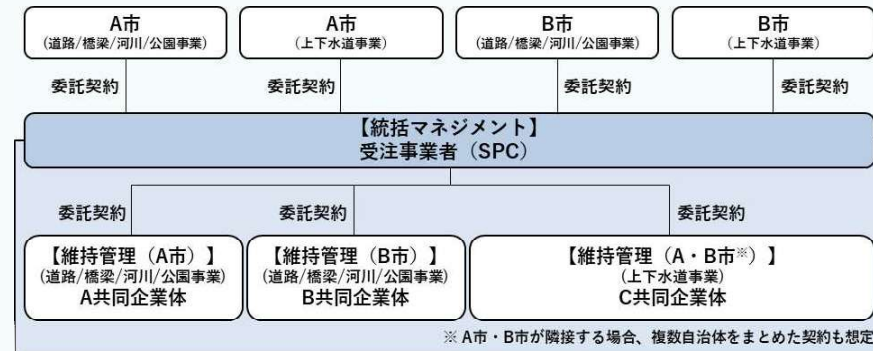 A市
(道路/橋梁/河川/公園事業)
A市
(上下水道事業)
B市
(道路/橋梁/河川/公園事業)
B市
(上下水道事業)
委託契約
委託契約
委託契約
委託契約
【統括マネジメント】
受注事業者（SPC）
委託契約
委託契約
委託契約
【維持管理（A市）】
(道路/橋梁/河川/公園事業)
A共同企業体
【維持管理（B市）】
(道路/橋梁/河川/公園事業)
B共同企業体
【維持管理（A・B市※）】
(上下水道事業)
C共同企業体
※ A市・B市が隣接する場合、複数自治体をまとめた契約も想定